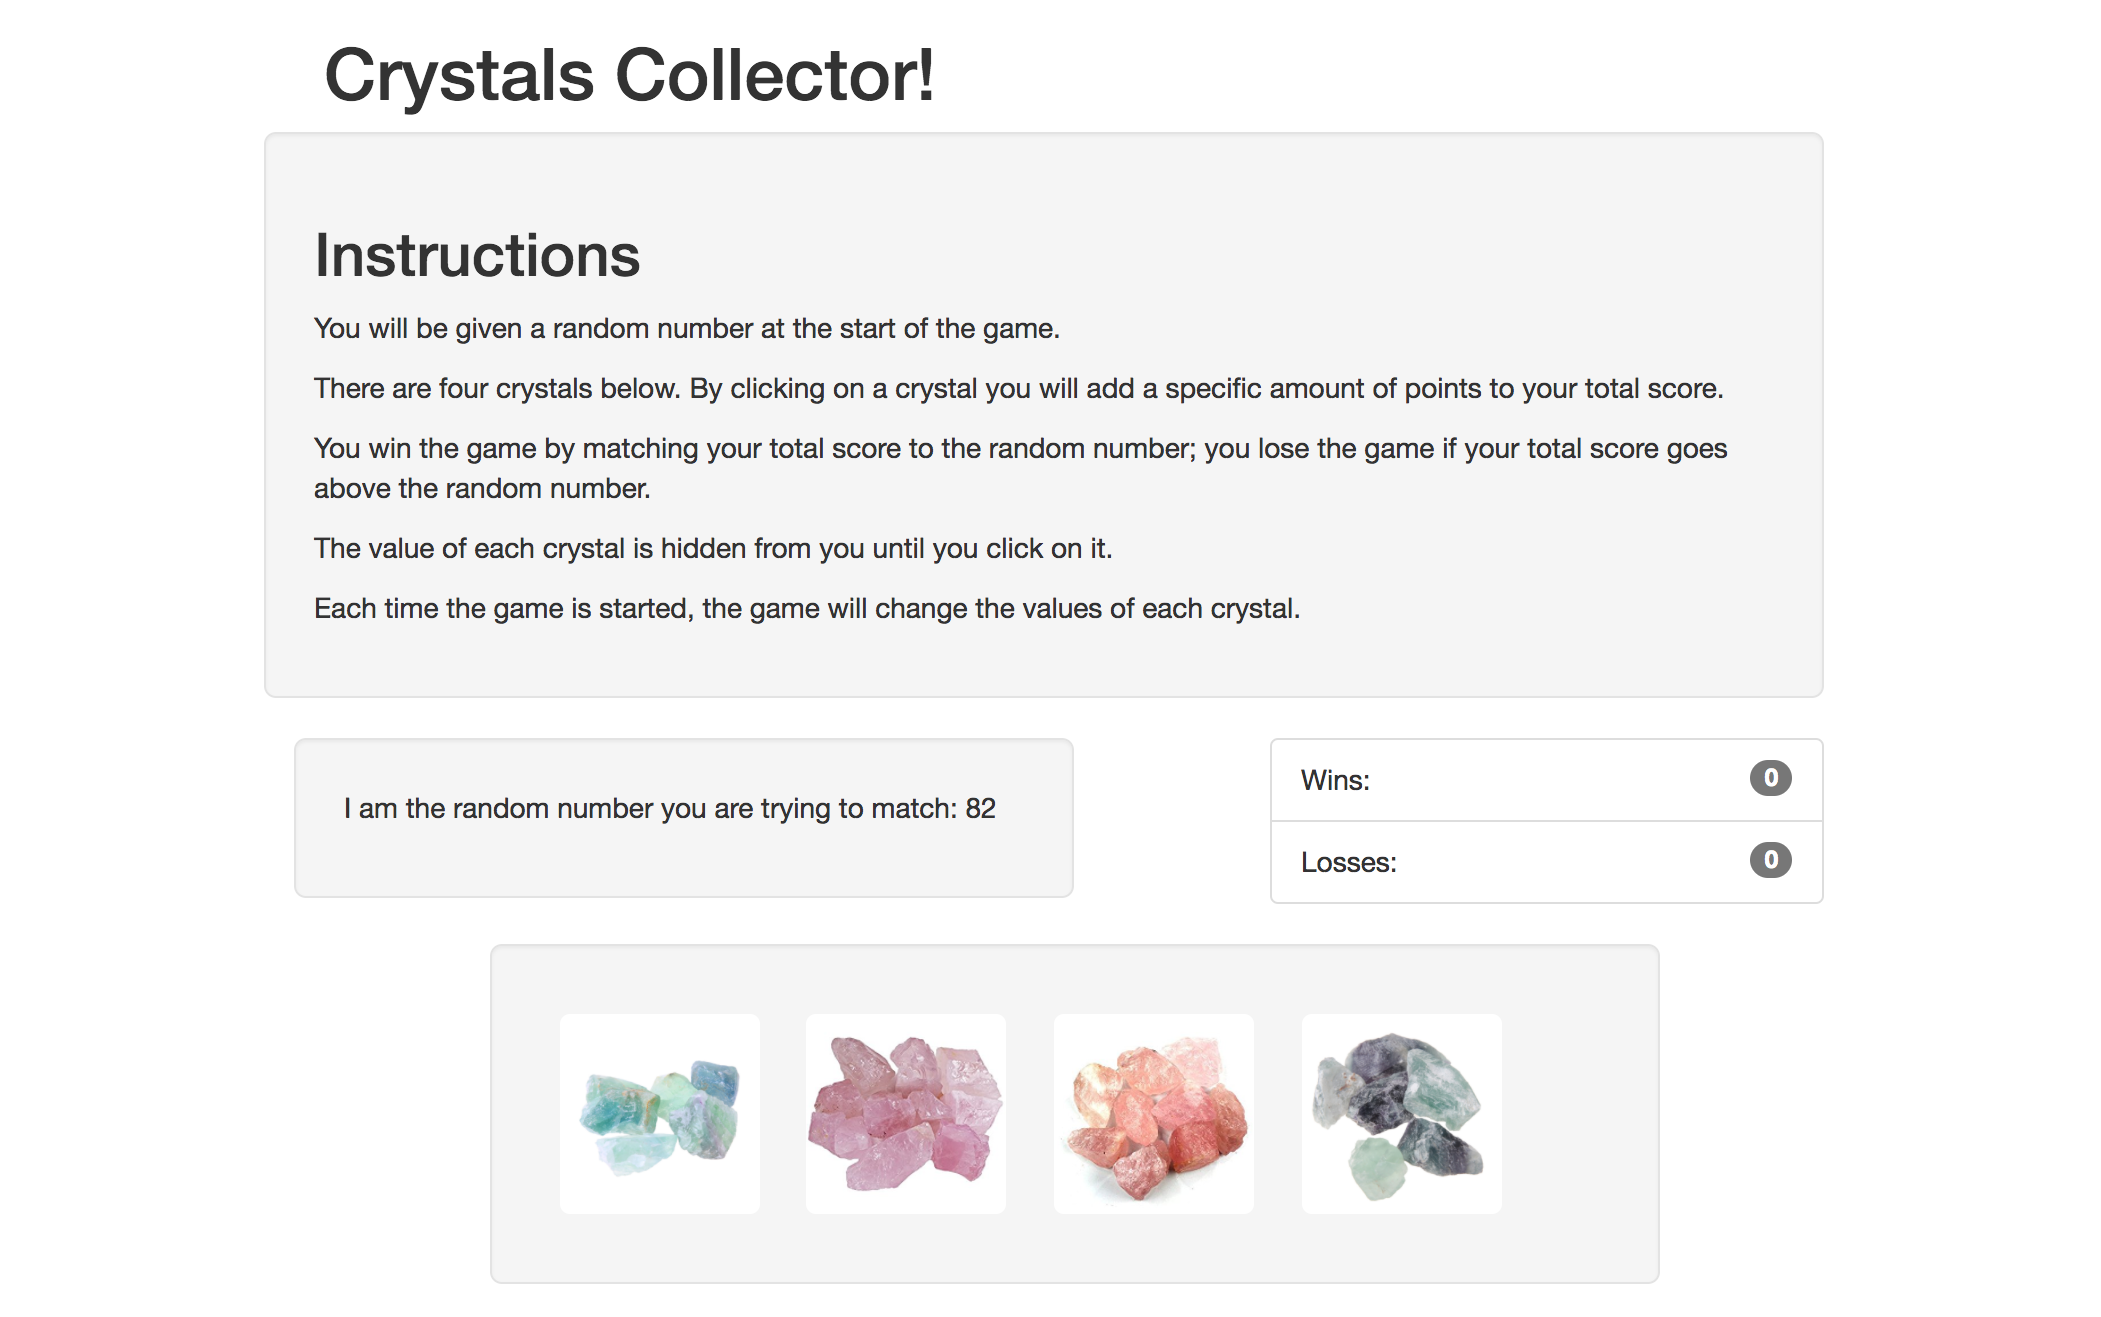 Crystals Collector!
Instructions
You will be given a random number at the start of the game.
There are four crystals below. By clicking on a crystal you will add a specific amount of points to your total score.
You win the game by matching your total score to the random number; you lose the game if your total score goes
above the random number.
The value of each crystal is hidden from you until you click on it.
Each time the game is started, the game will change the values of each crystal.
I am the random number you are trying to match: 82
Wins: 0
Losses: 0